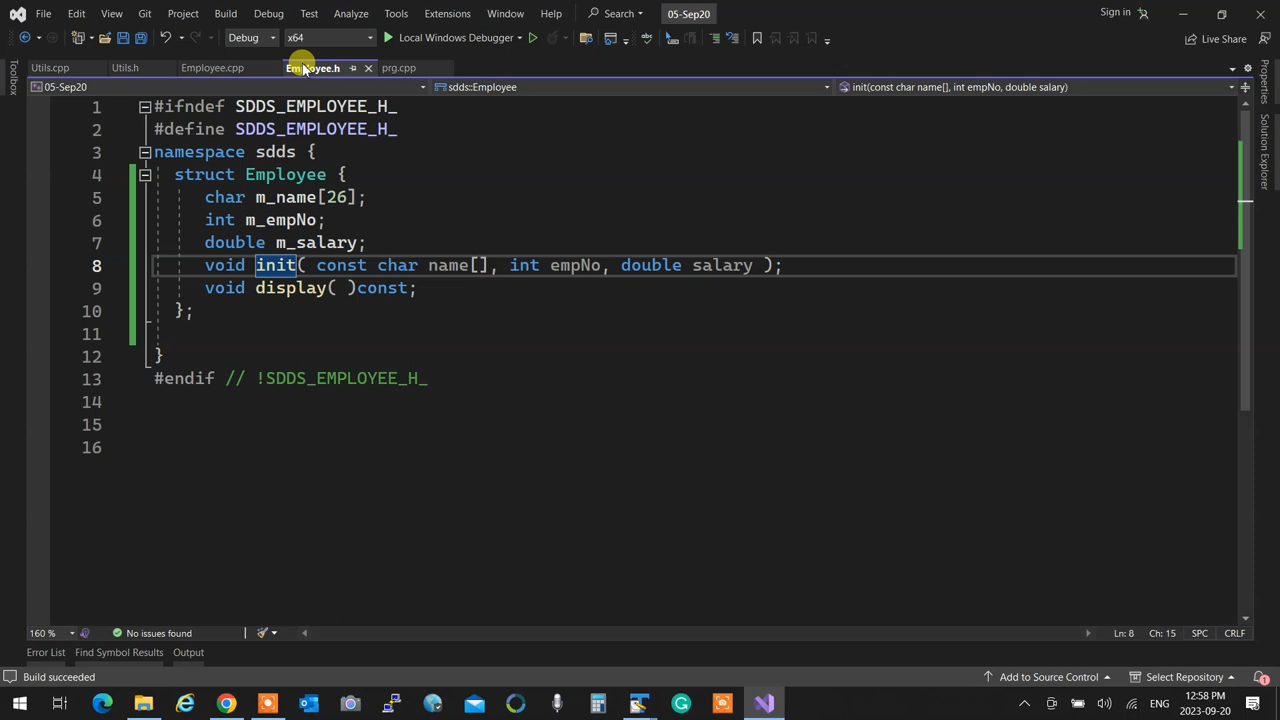 File Edit View Git Project Build Debug Test Analyze Tools Extensions Window Help Search 05-Sep20 Sign in
Debug x64 Local Windows Debugger Live Share
Utils.cpp Utils.h Employee.cpp Employee.h prg.cpp
05-Sep20 sdds::Employee init(const char name[], int empNo, double salary)
Toolbox
Properties
Solution Explorer
1 #ifndef SDDS_EMPLOYEE_H_
2 #define SDDS_EMPLOYEE_H_
3 namespace sdds {
4 struct Employee {
5 char m_name[26];
6 int m_empNo;
7 double m_salary;
8 void init( const char name[], int empNo, double salary );
9 void display( )const;
10 };
11
12 }
13 #endif // !SDDS_EMPLOYEE_H_
14
15
16
160 % No issues found Ln: 8 Ch: 15 SPC CRLF
Error List Find Symbol Results Output
Build succeeded Add to Source Control Select Repository 1
ENG 12:58 PM
2023-09-20